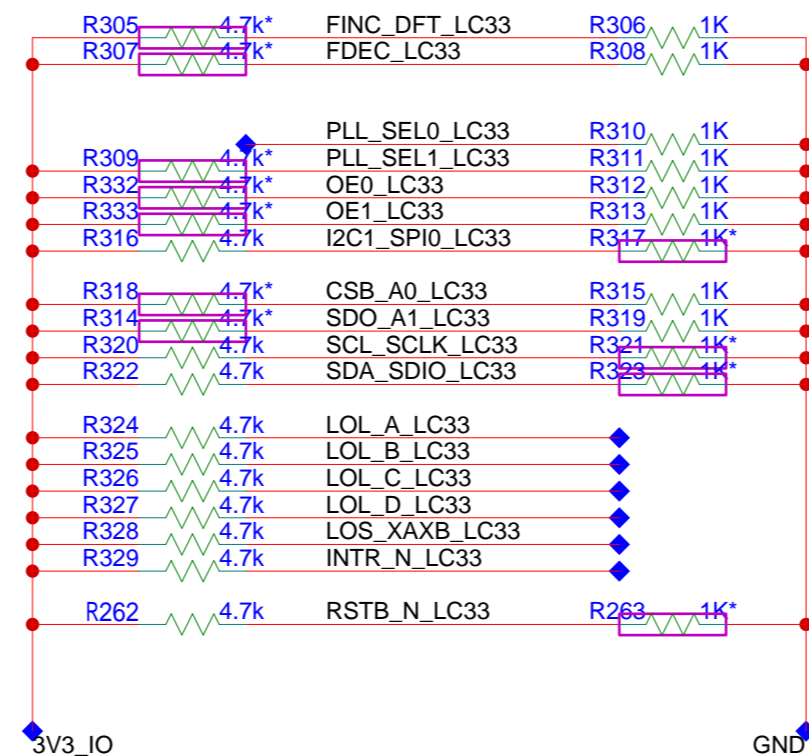 R305 4.7k* FINC_DFT_LC33 R306 1K
R307 4.7k* FDEC_LC33 R308 1K
PLL_SEL0_LC33 R310 1K
R309 4.7k* PLL_SEL1_LC33 R311 1K
R332 4.7k* OE0_LC33 R312 1K
R333 4.7k* OE1_LC33 R313 1K
R316 4.7k I2C1_SPI0_LC33 R317 1K*
R318 4.7k* CSB_A0_LC33 R315 1K
R314 4.7k* SDO_A1_LC33 R319 1K
R320 4.7k SCL_SCLK_LC33 R321 1K*
R322 4.7k SDA_SDIO_LC33 R323 1K*
R324 4.7k LOL_A_LC33
R325 4.7k LOL_B_LC33
R326 4.7k LOL_C_LC33
R327 4.7k LOL_D_LC33
R328 4.7k LOS_XAXB_LC33
R329 4.7k INTR_N_LC33
R262 4.7k RSTB_N_LC33 R263 1K*
3V3_IO GND